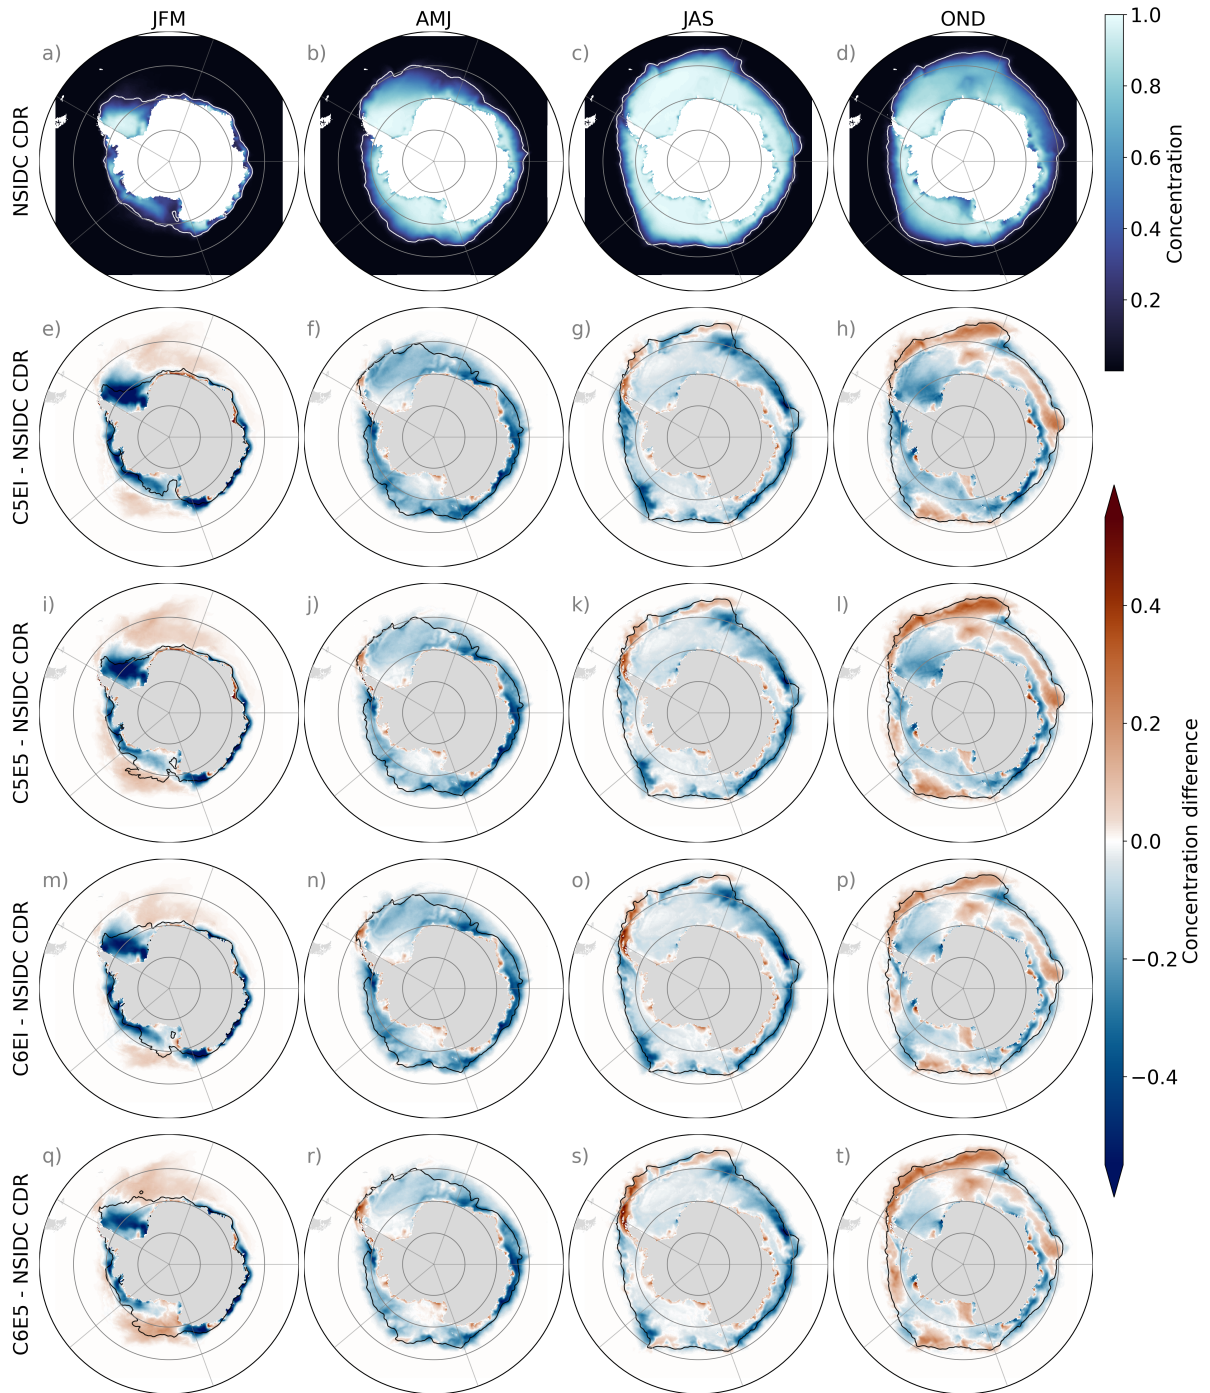 JFM AMJ JAS OND
NSIDC CDR
a) b) c) d)
1.0
0.8
0.6
0.4
0.2
Concentration
C5EI - NSIDC CDR
e) f) g) h)
C5E5 - NSIDC CDR
i) j) k) l)
C6EI - NSIDC CDR
m) n) o) p)
C6E5 - NSIDC CDR
q) r) s) t)
0.4
0.2
0.0
−0.2
−0.4
Concentration difference